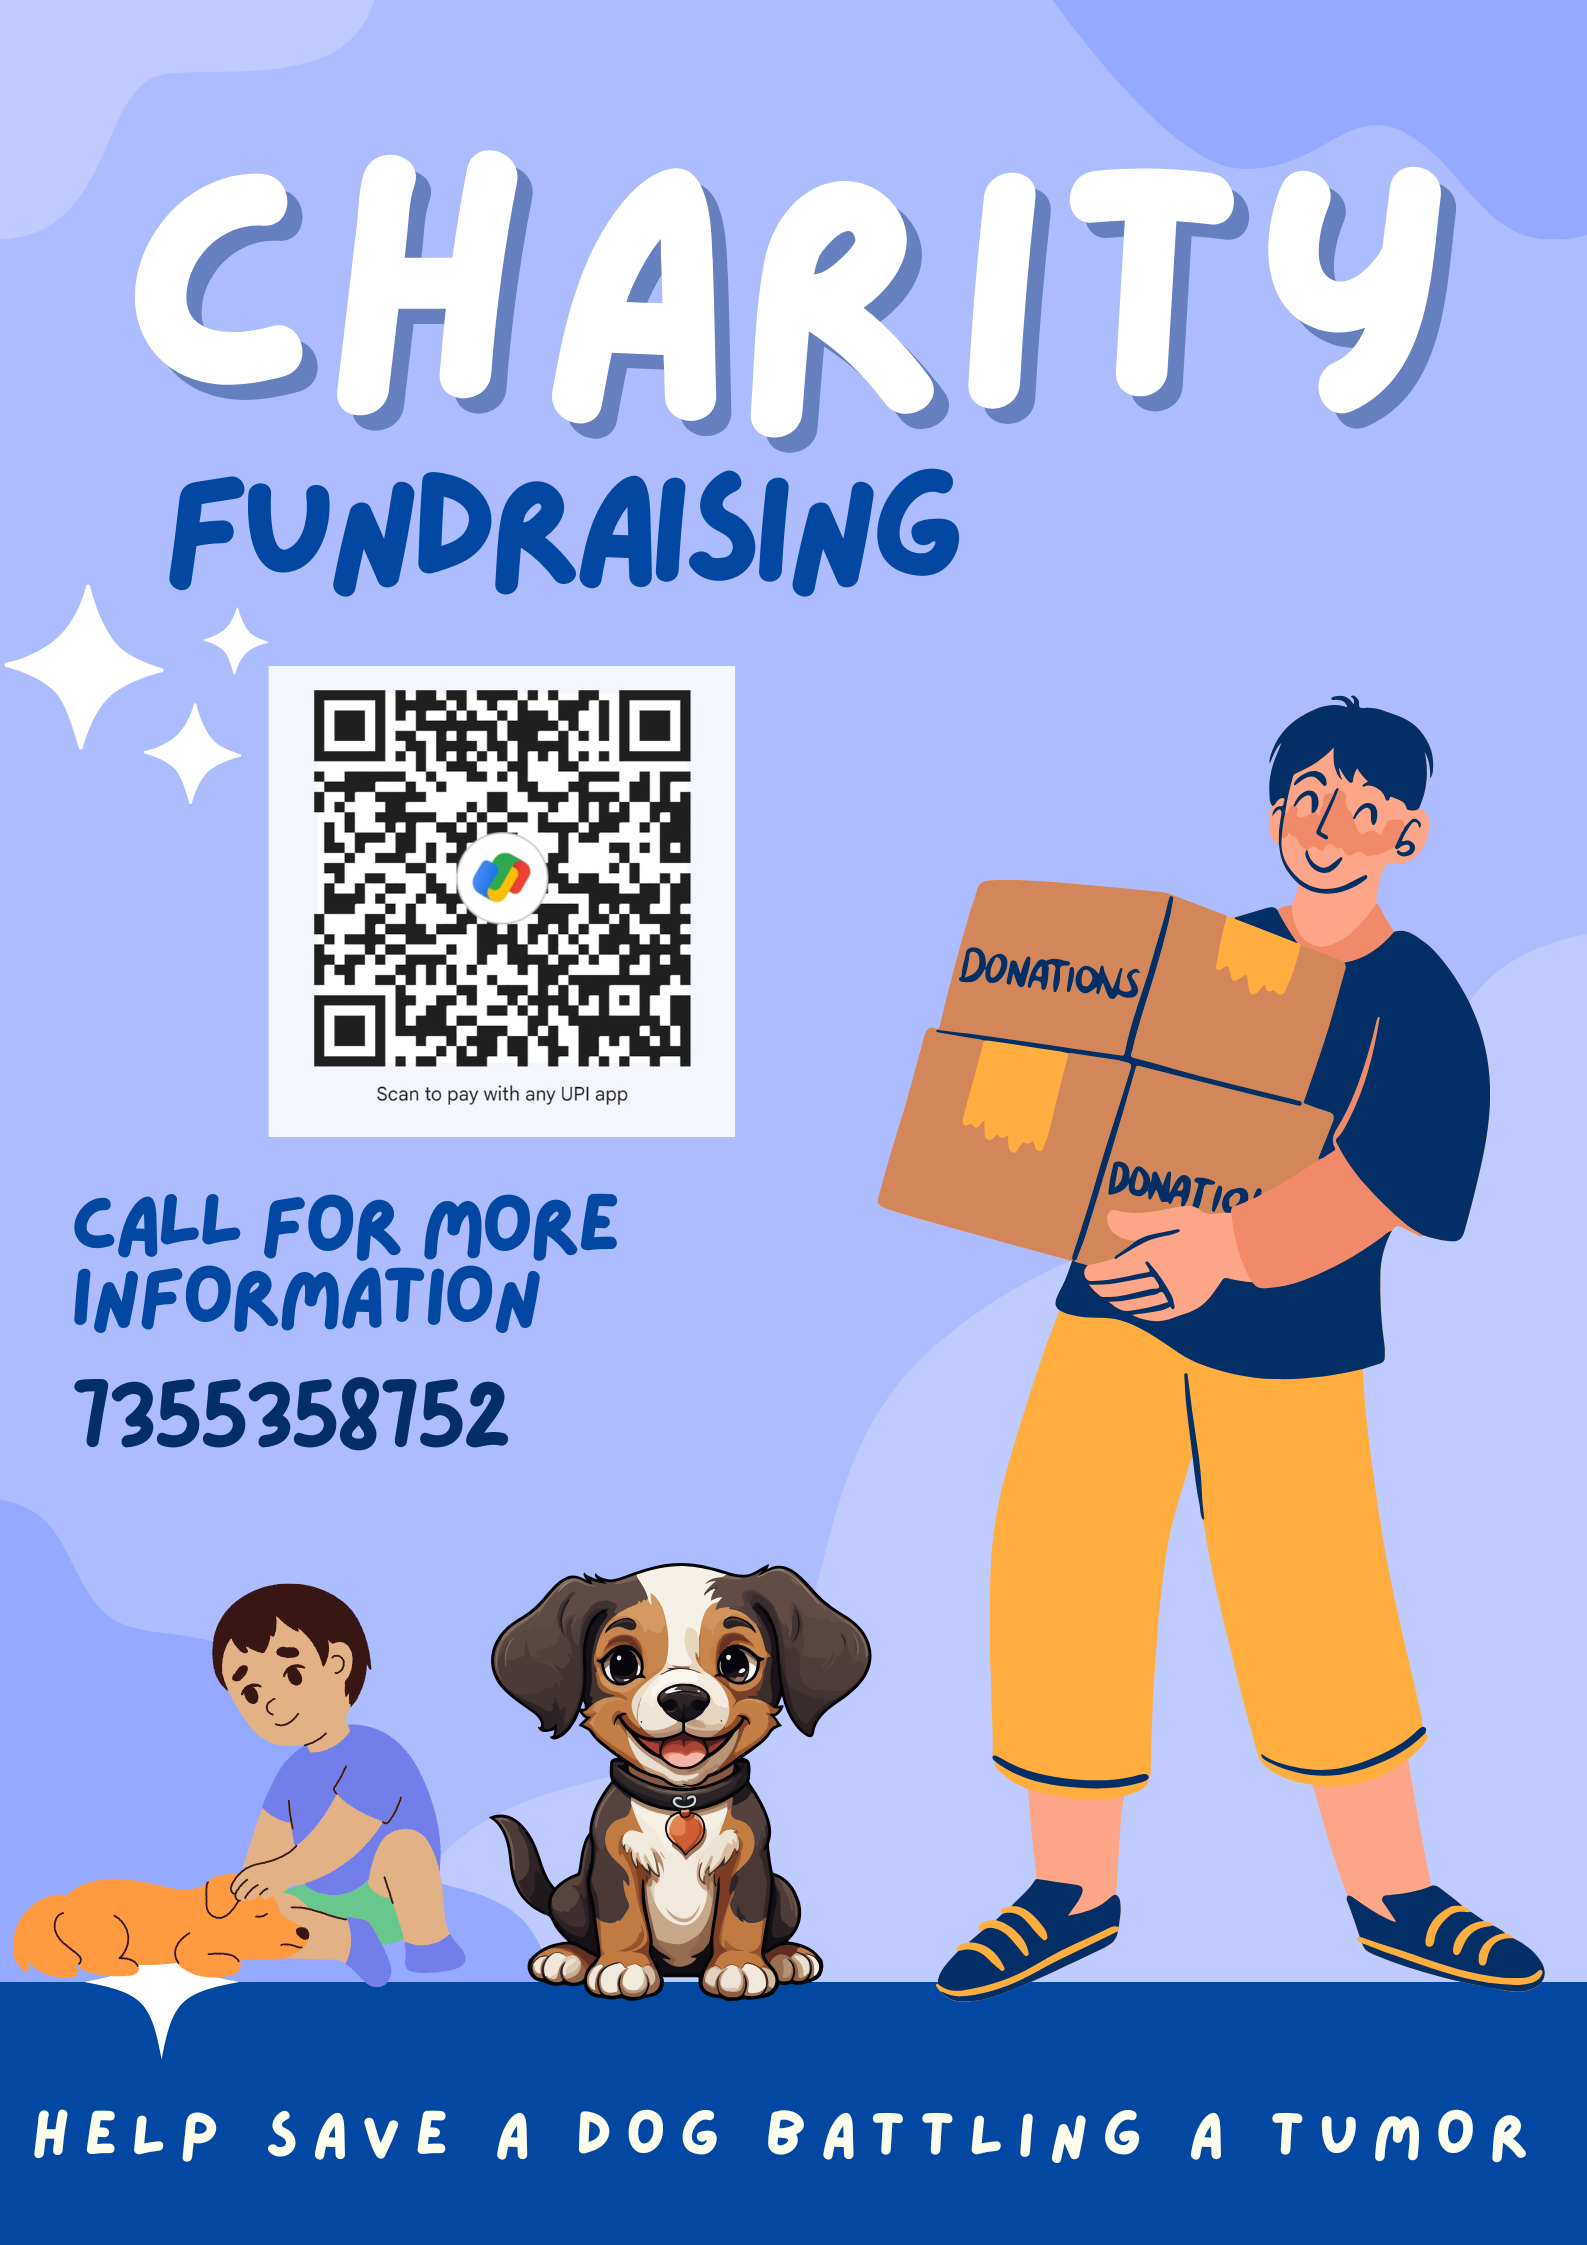 CHARITY
FUNDRAISING
Scan to pay with any UPI app
DONATIONS
DONATION
CALL FOR MORE
INFORMATION
7355358752
HELP SAVE A DOG BATTLING A TUMOR